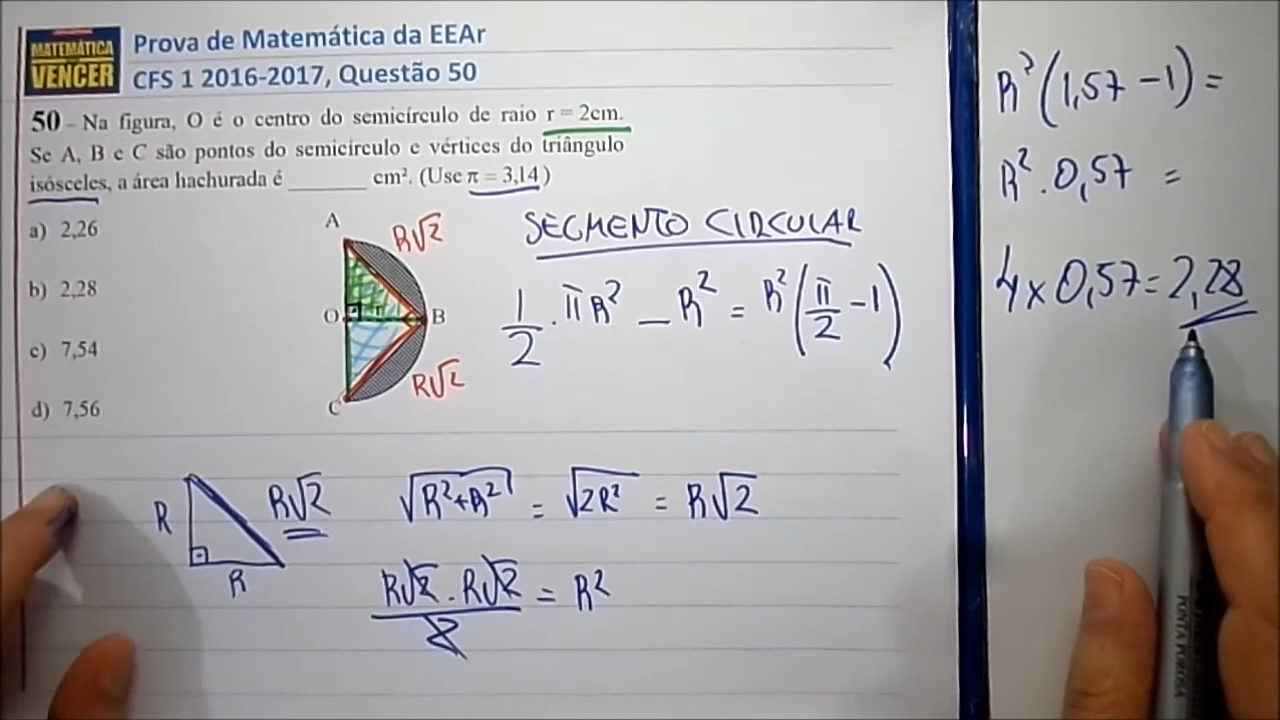 MATEMÁTICA
PRA
VENCER
Prova de Matemática da EEAr
CFS 1 2016-2017, Questão 50
50 – Na figura, O é o centro do semicírculo de raio r = 2cm.
Se A, B e C são pontos do semicírculo e vértices do triângulo
isósceles, a área hachurada é ________ cm². (Use π = 3,14)
a) 2,26
b) 2,28
c) 7,54
d) 7,56
A
O
B
C
R√2
R√2
SEGMENTO CIRCULAR
1/2 . πR² – R² = R²(π/2 – 1)
R
R
R√2
√R²+R² = √2R² = R√2
R√2 . R√2 / 2 = R²
R²(1,57 – 1) =
R² . 0,57 =
4 x 0,57 = 2,28
PONTA POROSA